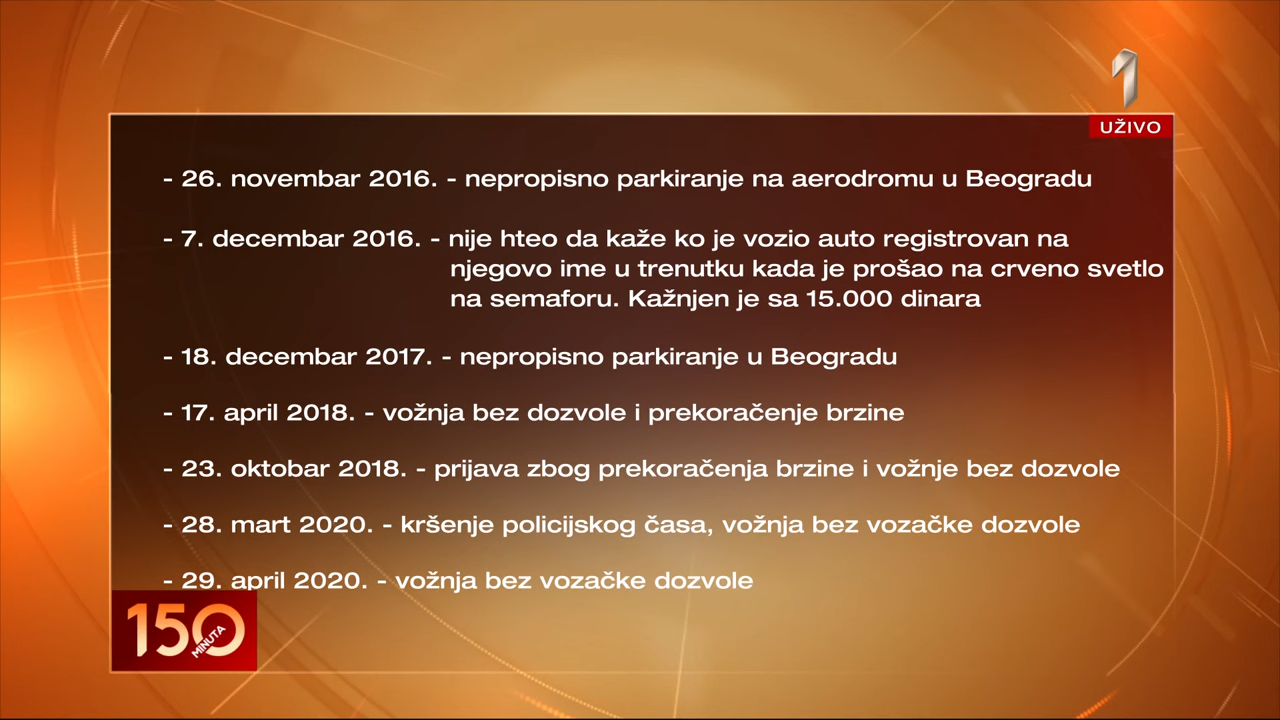 1
UŽIVO
- 26. novembar 2016. - nepropisno parkiranje na aerodromu u Beogradu
- 7. decembar 2016. - nije hteo da kaže ko je vozio auto registrovan na
njegovo ime u trenutku kada je prošao na crveno svetlo
na semaforu. Kažnjen je sa 15.000 dinara
- 18. decembar 2017. - nepropisno parkiranje u Beogradu
- 17. april 2018. - vožnja bez dozvole i prekoračenje brzine
- 23. oktobar 2018. - prijava zbog prekoračenja brzine i vožnje bez dozvole
- 28. mart 2020. - kršenje policijskog časa, vožnja bez vozačke dozvole
- 29. april 2020. - vožnja bez vozačke dozvole
150
MINUTA